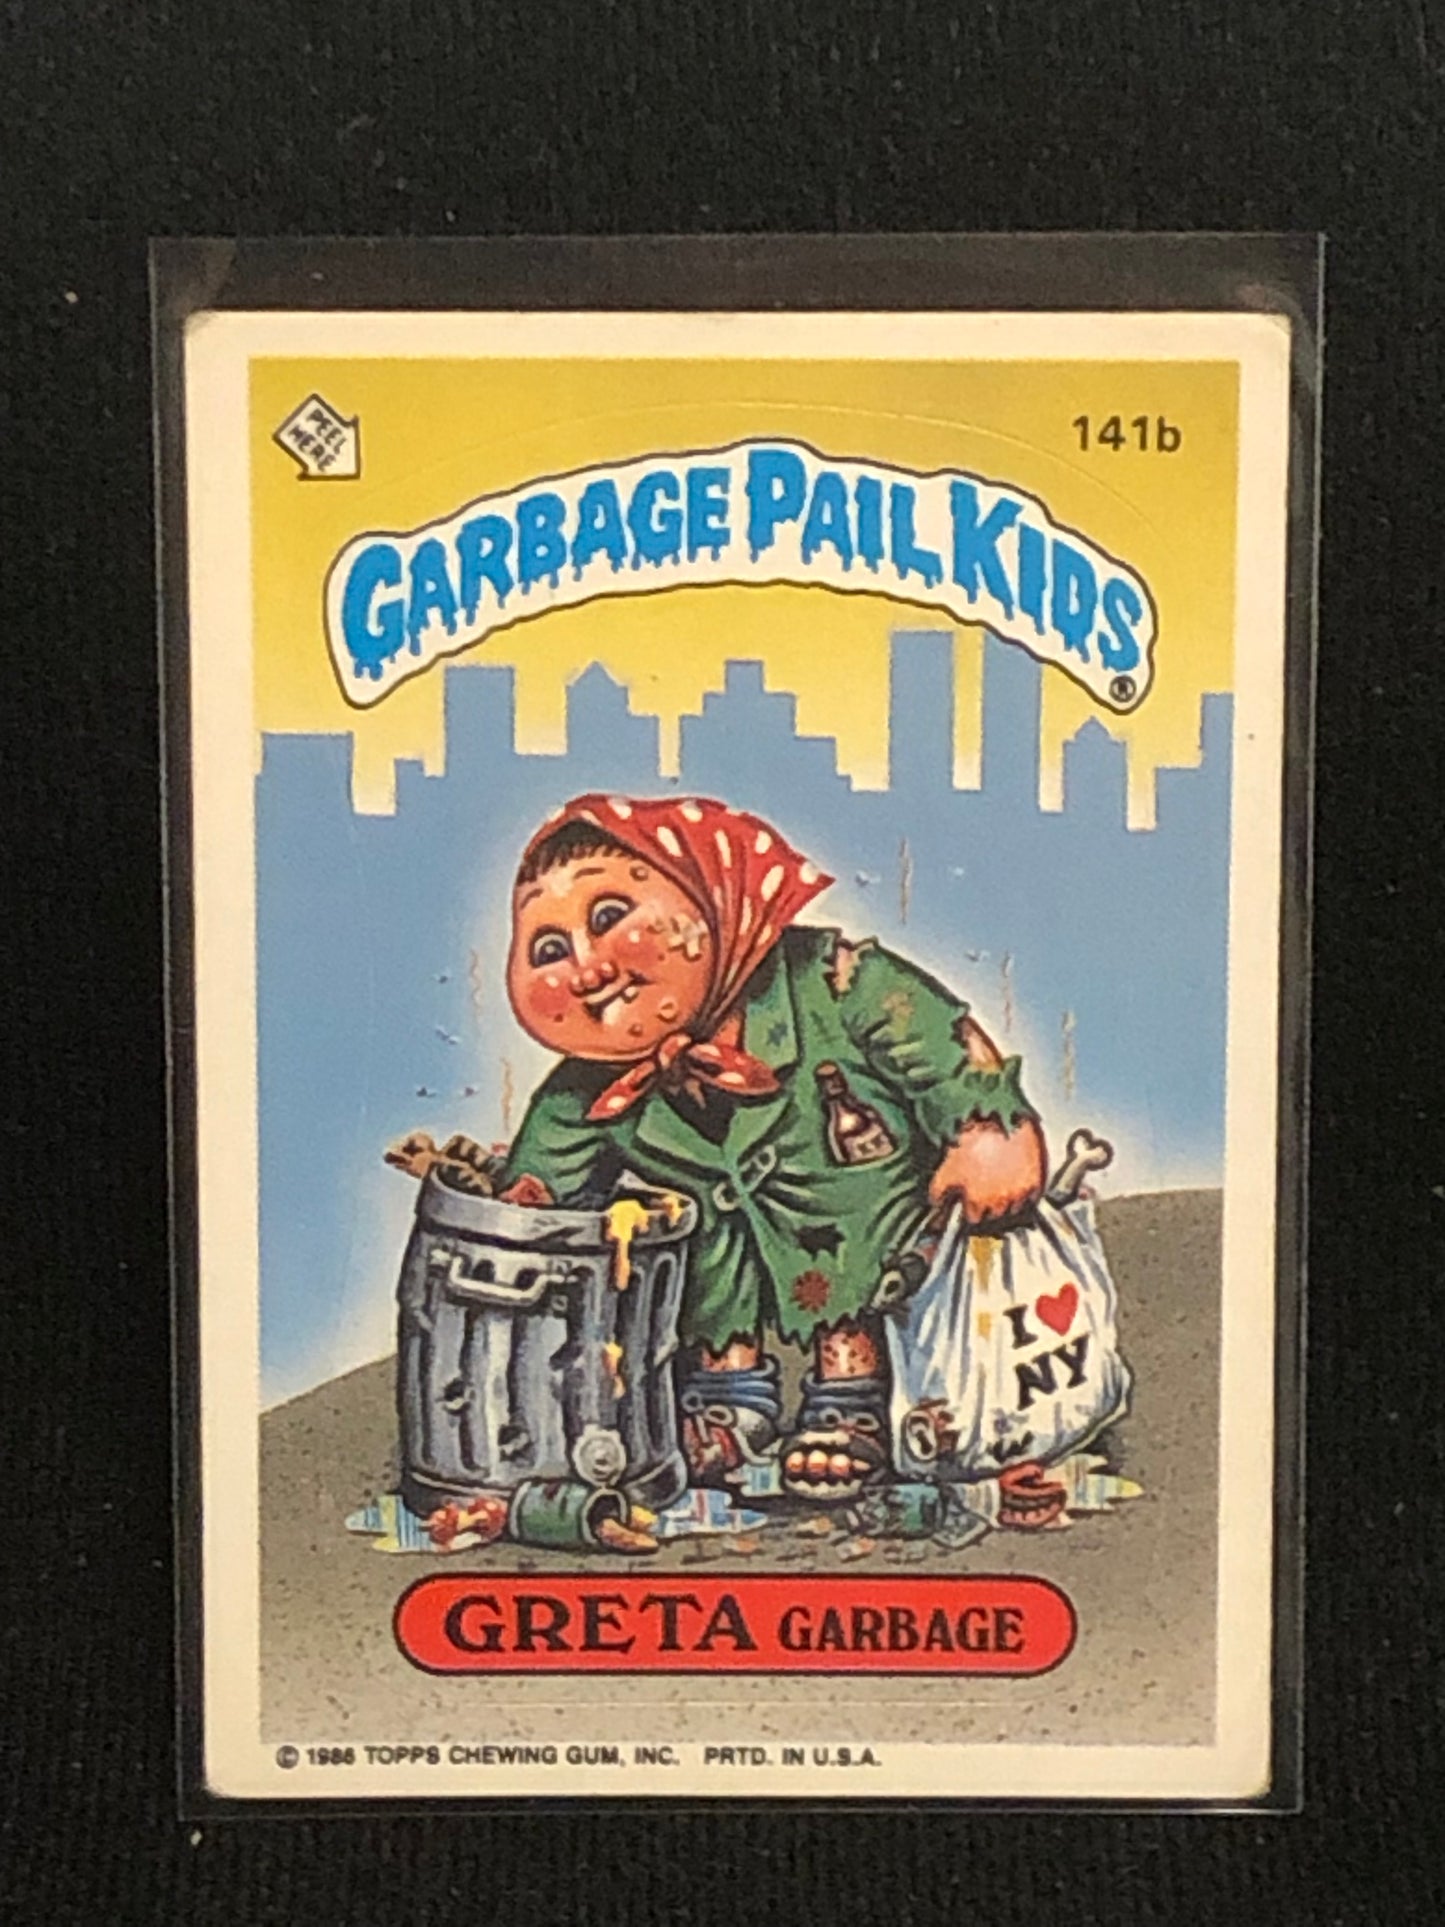 PEEL
HERE
141b
GARBAGE PAIL KIDS
®
I ♥
NY
GRETA GARBAGE
© 1986 TOPPS CHEWING GUM, INC. PRTD. IN U.S.A.